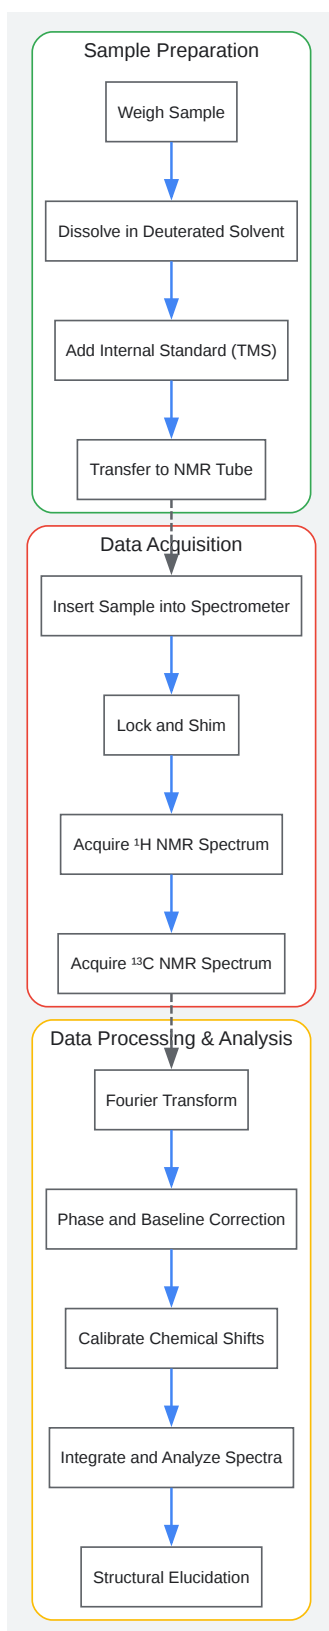 Sample Preparation
Weigh Sample
Dissolve in Deuterated Solvent
Add Internal Standard (TMS)
Transfer to NMR Tube
Data Acquisition
Insert Sample into Spectrometer
Lock and Shim
Acquire ¹H NMR Spectrum
Acquire ¹³C NMR Spectrum
Data Processing & Analysis
Fourier Transform
Phase and Baseline Correction
Calibrate Chemical Shifts
Integrate and Analyze Spectra
Structural Elucidation